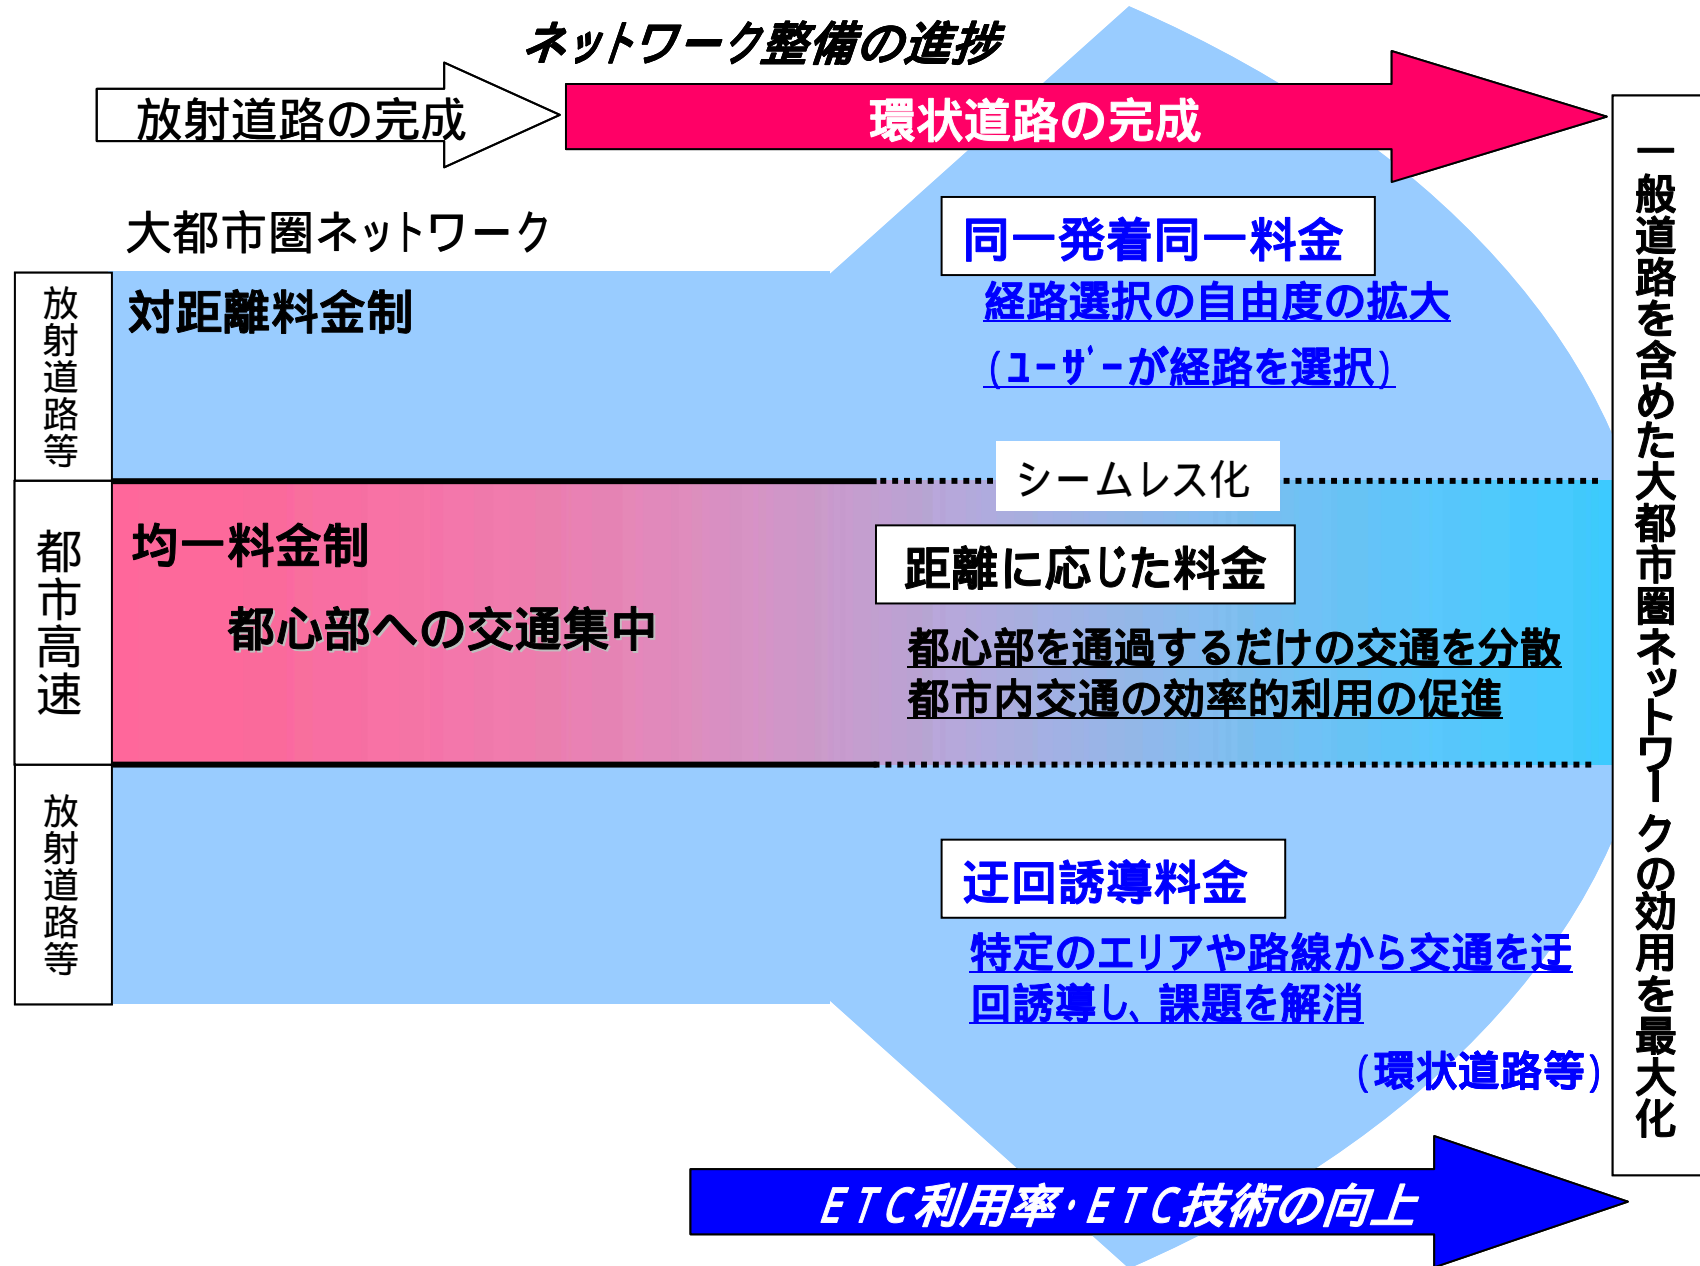 ネットワーク整備の進捗
放射道路の完成
環状道路の完成
大都市圏ネットワーク
放射道路等
対距離料金制
同一発着同一料金
経路選択の自由度の拡大
(ﾕｰｻﾞｰが経路を選択)
シームレス化
都市高速
均一料金制
都心部への交通集中
距離に応じた料金
都心部を通過するだけの交通を分散
都市内交通の効率的利用の促進
放射道路等
迂回誘導料金
特定のエリアや路線から交通を迂
回誘導し、課題を解消
(環状道路等)
ETC利用率・ETC技術の向上
一般道路を含めた大都市圏ネットワークの効用を最大化